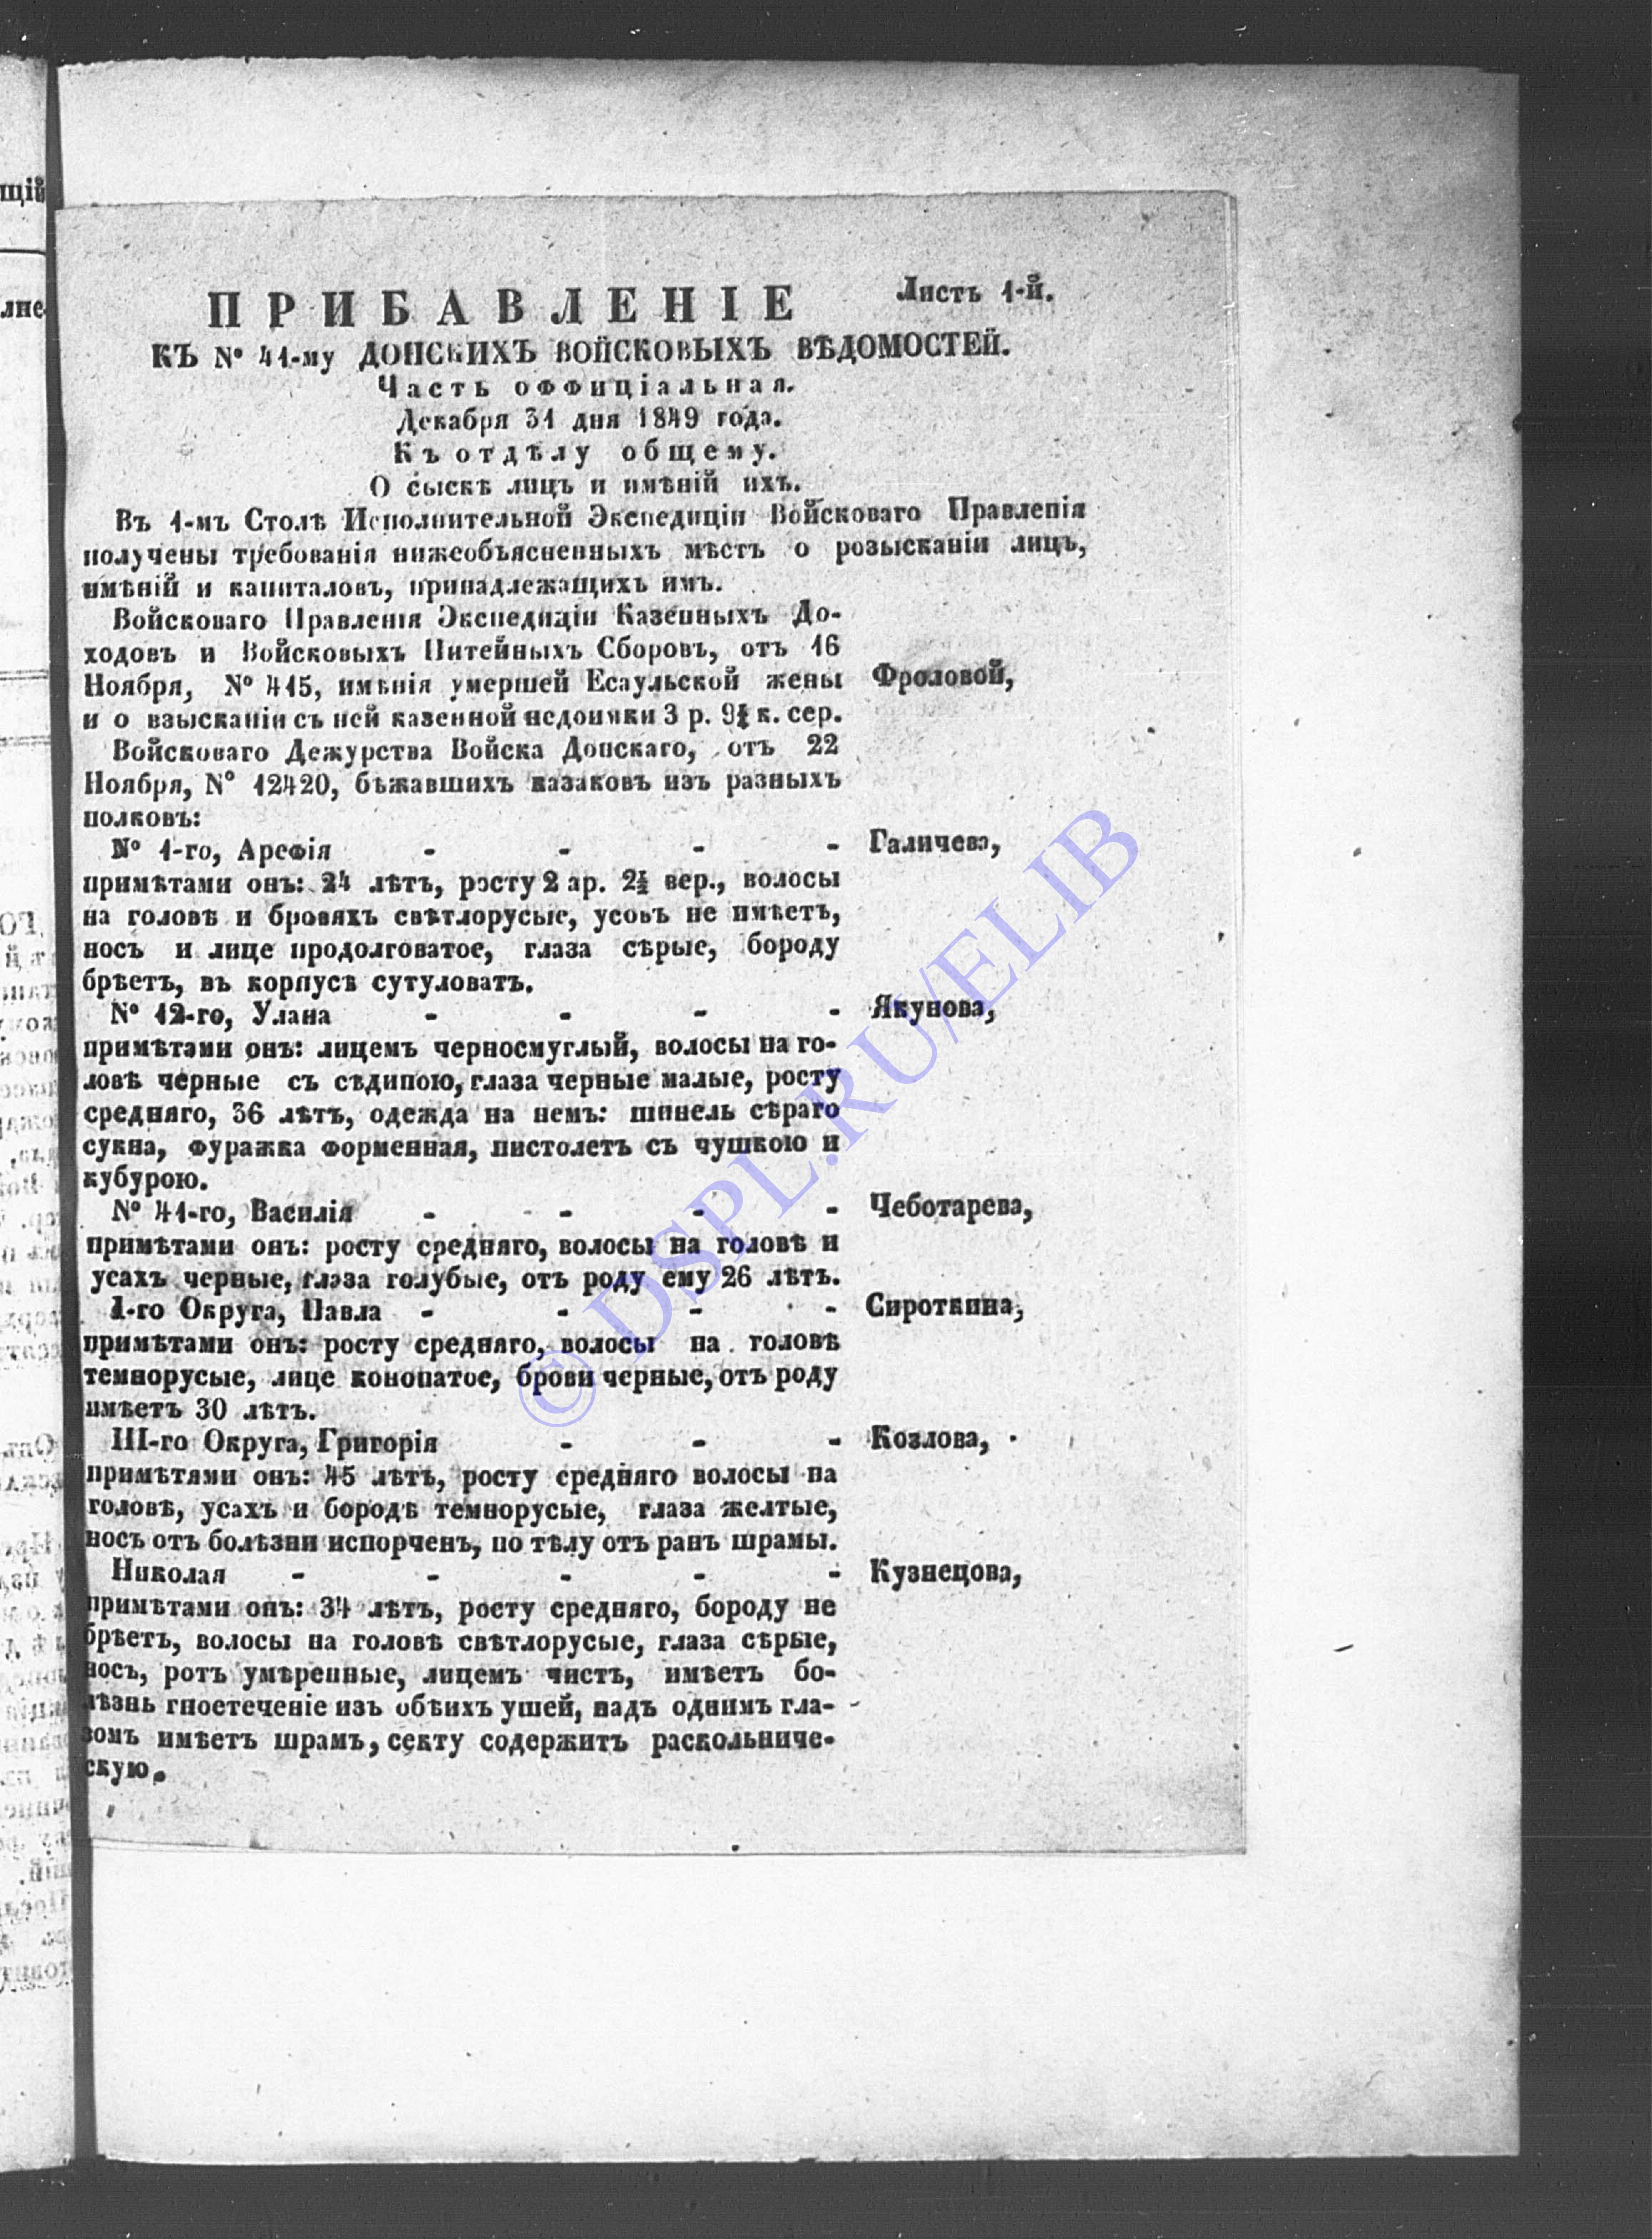 Листъ 1-й.
ПРИБАВЛЕНІЕ
КЪ № 41-му ДОНСКИХЪ ВОЙСКОВЫХЪ ВѢДОМОСТЕЙ.
Часть оффиціальная.
Декабря 31 дня 1849 года.
Къ отдѣлу общему.
О сыскѣ лицъ и имѣній ихъ.
Въ 1-мъ Столѣ Исполнительной Экспедиціи Войсковаго Правленія
получены требованія нижеобъясненныхъ мѣстъ о розысканіи лицъ,
имѣній и капиталовъ, принадлежащихъ имъ.
Войсковаго Правленія Экспедиціи Казенныхъ До-
ходовъ и Войсковыхъ Питейныхъ Сборовъ, отъ 16
Ноября, № 415, имѣнія умершей Есаульской жены Фроловой,
и о взысканіи съ ней казенной недоимки 3 р. 9¼ к. сер.
Войсковаго Дежурства Войска Донскаго, отъ 22
Ноября, № 12420, бѣжавшихъ казаковъ изъ разныхъ
полковъ:
№ 1-го, Арефія - - - - Галичева,
примѣтами онъ: 24 лѣтъ, росту 2 ар. 2½ вер., волосы
на головѣ и бровяхъ свѣтлорусые, усовъ не имѣетъ,
носъ и лице продолговатое, глаза сѣрые, бороду
брѣетъ, въ корпусѣ сутуловатъ.
№ 12-го, Улана - - - - Якунова,
примѣтами онъ: лицемъ черносмуглый, волосы на го-
ловѣ черные съ сѣдиною, глаза черные малые, росту
средняго, 36 лѣтъ, одежда на немъ: шинель сѣраго
сукна, фуражка форменная, пистолетъ съ чушкою и
кубурою.
№ 41-го, Василія - - - - Чеботарева,
примѣтами онъ: росту средняго, волосы на головѣ и
усахъ черные, глаза голубые, отъ роду ему 26 лѣтъ.
1-го Округа, Павла - - - - Сироткина,
примѣтами онъ: росту средняго, волосы на головѣ
темнорусые, лице конопатое, брови черные, отъ роду
имѣетъ 30 лѣтъ.
III-го Округа, Григорія - - - Козлова,
примѣтями онъ: 45 лѣтъ, росту средняго волосы на
головѣ, усахъ и бородѣ темнорусые, глаза желтые,
носъ отъ болѣзни испорченъ, по тѣлу отъ ранъ шрамы.
Николая - - - - - Кузнецова,
примѣтами онъ: 34 лѣтъ, росту средняго, бороду не
брѣетъ, волосы на головѣ свѣтлорусые, глаза сѣрые,
носъ, ротъ умѣренные, лицемъ чистъ, имѣетъ бо-
лѣзнь гноетеченіе изъ обѣихъ ушей, надъ однимъ гла-
зомъ имѣетъ шрамъ, секту содержитъ раскольниче-
скую.
© DSPL.RU/ELIB